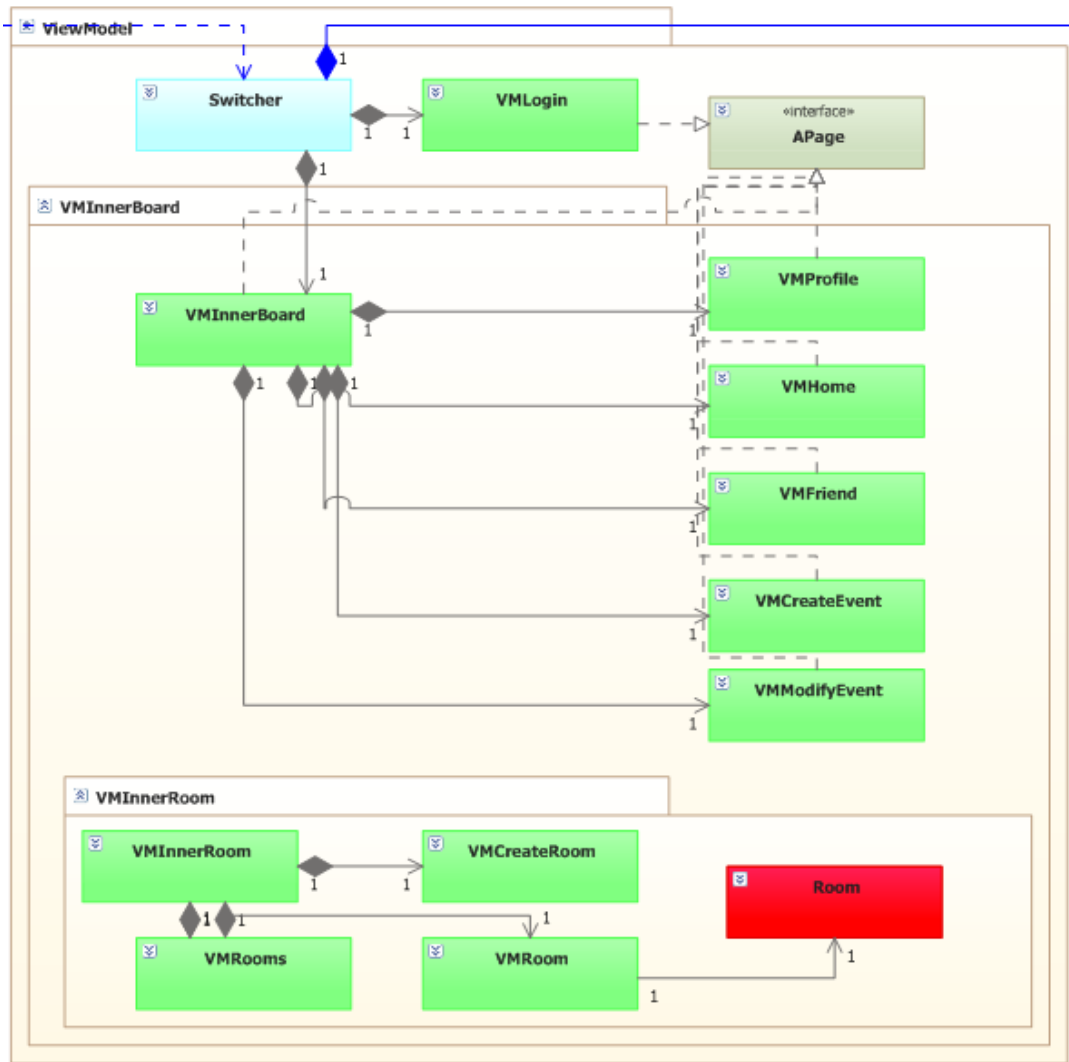 ViewModel
1
Switcher
VMLogin
«interface»
APage
1
1
1
VMInnerBoard
1
VMProfile
VMInnerBoard
1
1
1
1
1
VMHome
1
VMFriend
1
VMCreateEvent
1
VMModifyEvent
1
VMInnerRoom
VMInnerRoom
VMCreateRoom
1
1
Room
1
1
1
VMRooms
VMRoom
1
1